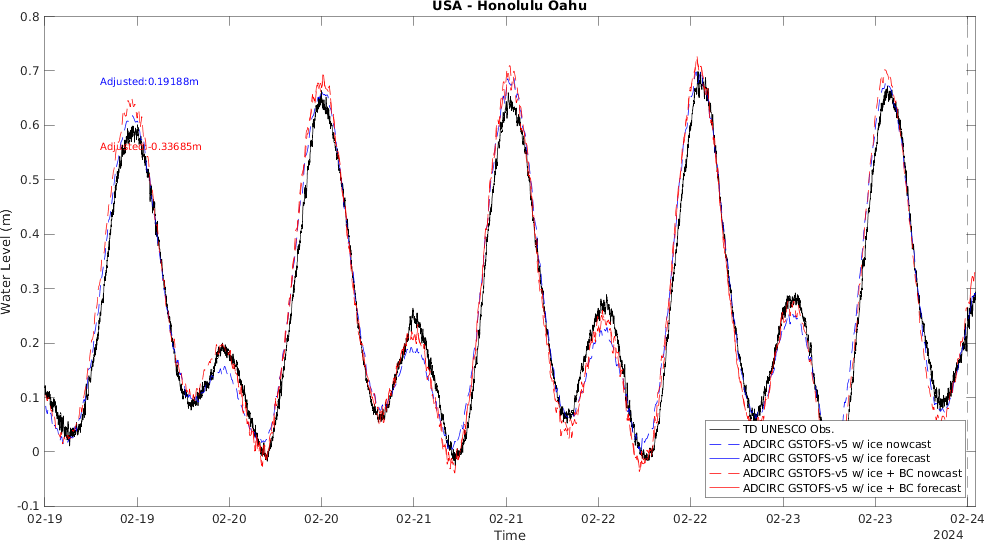 USA - Honolulu Oahu
0.8
0.7
0.6
0.5
0.4
0.3
0.2
0.1
0
-0.1
Water Level (m)
Adjusted:0.19188m
Adjusted:-0.33685m
TD UNESCO Obs.
ADCIRC GSTOFS-v5 w/ ice nowcast
ADCIRC GSTOFS-v5 w/ ice forecast
ADCIRC GSTOFS-v5 w/ ice + BC nowcast
ADCIRC GSTOFS-v5 w/ ice + BC forecast
02-19 02-19 02-20 02-20 02-21 02-21 02-22 02-22 02-23 02-23 02-24
Time
2024